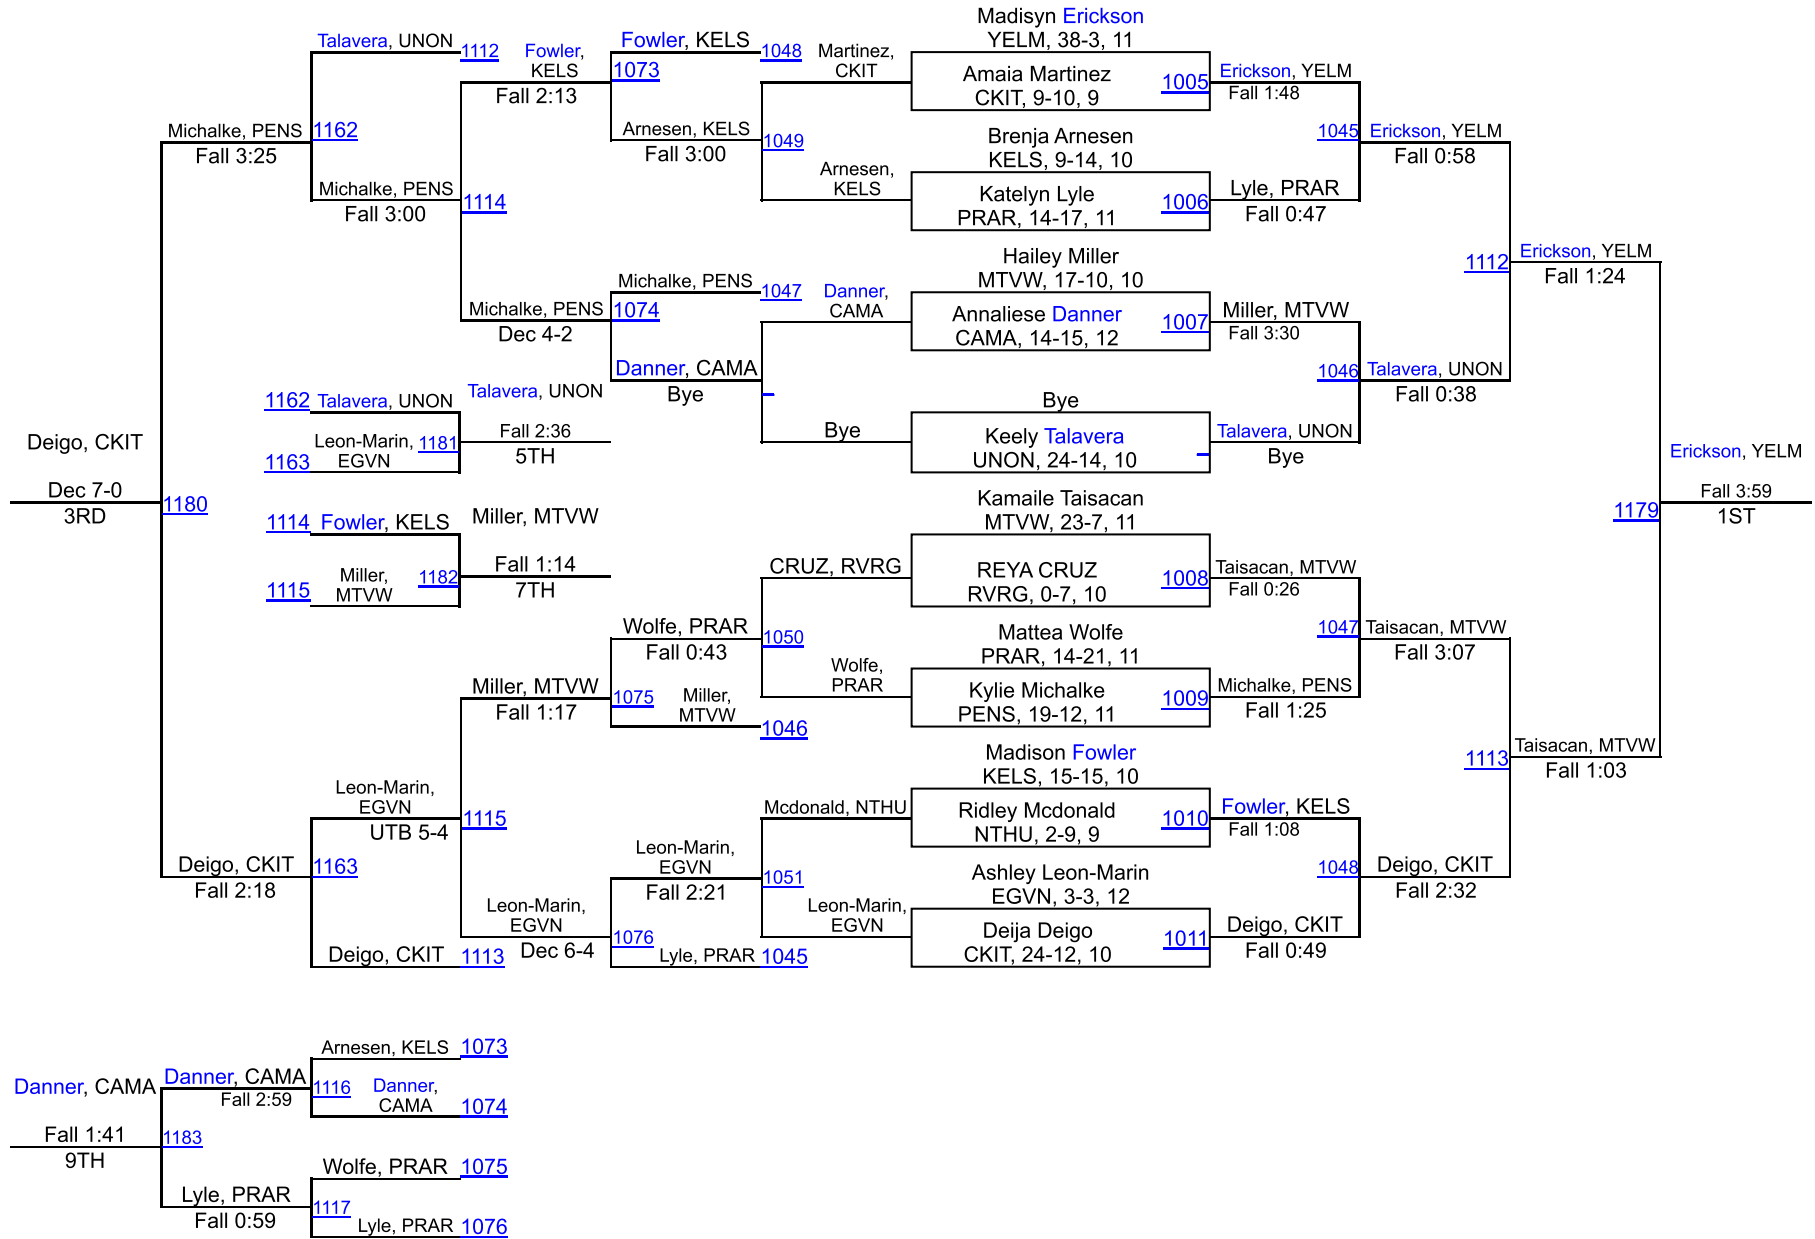 Madisyn Erickson
YELM, 38-3, 11
Talavera, UNON
1112
Fowler,
KELS
Fall 2:13
Fowler, KELS
1048
1073
Martinez,
CKIT
Amaia Martinez
CKIT, 9-10, 9
1005
Erickson, YELM
Fall 1:48
Michalke, PENS
Fall 3:25
1162
Arnesen, KELS
Fall 3:00
1049
Brenja Arnesen
KELS, 9-14, 10
1045
Erickson, YELM
Fall 0:58
Michalke, PENS
Fall 3:00
1114
Arnesen,
KELS
Katelyn Lyle
PRAR, 14-17, 11
1006
Lyle, PRAR
Fall 0:47
Hailey Miller
MTVW, 17-10, 10
1112
Erickson, YELM
Fall 1:24
Michalke, PENS
Dec 4-2
Michalke, PENS
1047
1074
Danner,
CAMA
Annaliese Danner
CAMA, 14-15, 12
1007
Miller, MTVW
Fall 3:30
Danner, CAMA
Bye
1046
Talavera, UNON
Fall 0:38
1162
Talavera, UNON
Talavera, UNON
Bye
Deigo, CKIT
Leon-Marin,
EGVN
1163
1181
Fall 2:36
5TH
Bye
Keely Talavera
UNON, 24-14, 10
Talavera, UNON
Bye
Erickson, YELM
Dec 7-0
3RD
1180
1114
Fowler, KELS
Miller, MTVW
Kamaile Taisacan
MTVW, 23-7, 11
1179
Fall 3:59
1ST
1115
Miller,
MTVW
1182
Fall 1:14
7TH
CRUZ, RVRG
REYA CRUZ
RVRG, 0-7, 10
1008
Taisacan, MTVW
Fall 0:26
Wolfe, PRAR
Fall 0:43
1050
Mattea Wolfe
PRAR, 14-21, 11
1047
Taisacan, MTVW
Fall 3:07
Miller, MTVW
Fall 1:17
1075
Miller,
MTVW
1046
Wolfe,
PRAR
Kylie Michalke
PENS, 19-12, 11
1009
Michalke, PENS
Fall 1:25
Madison Fowler
KELS, 15-15, 10
1113
Taisacan, MTVW
Fall 1:03
Leon-Marin,
EGVN
UTB 5-4
1115
Mcdonald, NTHU
Ridley Mcdonald
NTHU, 2-9, 9
1010
Fowler, KELS
Fall 1:08
Deigo, CKIT
Fall 2:18
1163
Leon-Marin,
EGVN
Fall 2:21
1051
Ashley Leon-Marin
EGVN, 3-3, 12
1048
Deigo, CKIT
Fall 2:32
Leon-Marin,
EGVN
Dec 6-4
1076
Leon-Marin,
EGVN
Deija Deigo
CKIT, 24-12, 10
1011
Deigo, CKIT
Fall 0:49
Deigo, CKIT
1113
Lyle, PRAR
1045
Arnesen, KELS
1073
Danner, CAMA
Danner, CAMA
Fall 2:59
1116
Danner,
CAMA
1074
Fall 1:41
9TH
1183
Wolfe, PRAR
1075
Lyle, PRAR
Fall 0:59
1117
Lyle, PRAR
1076